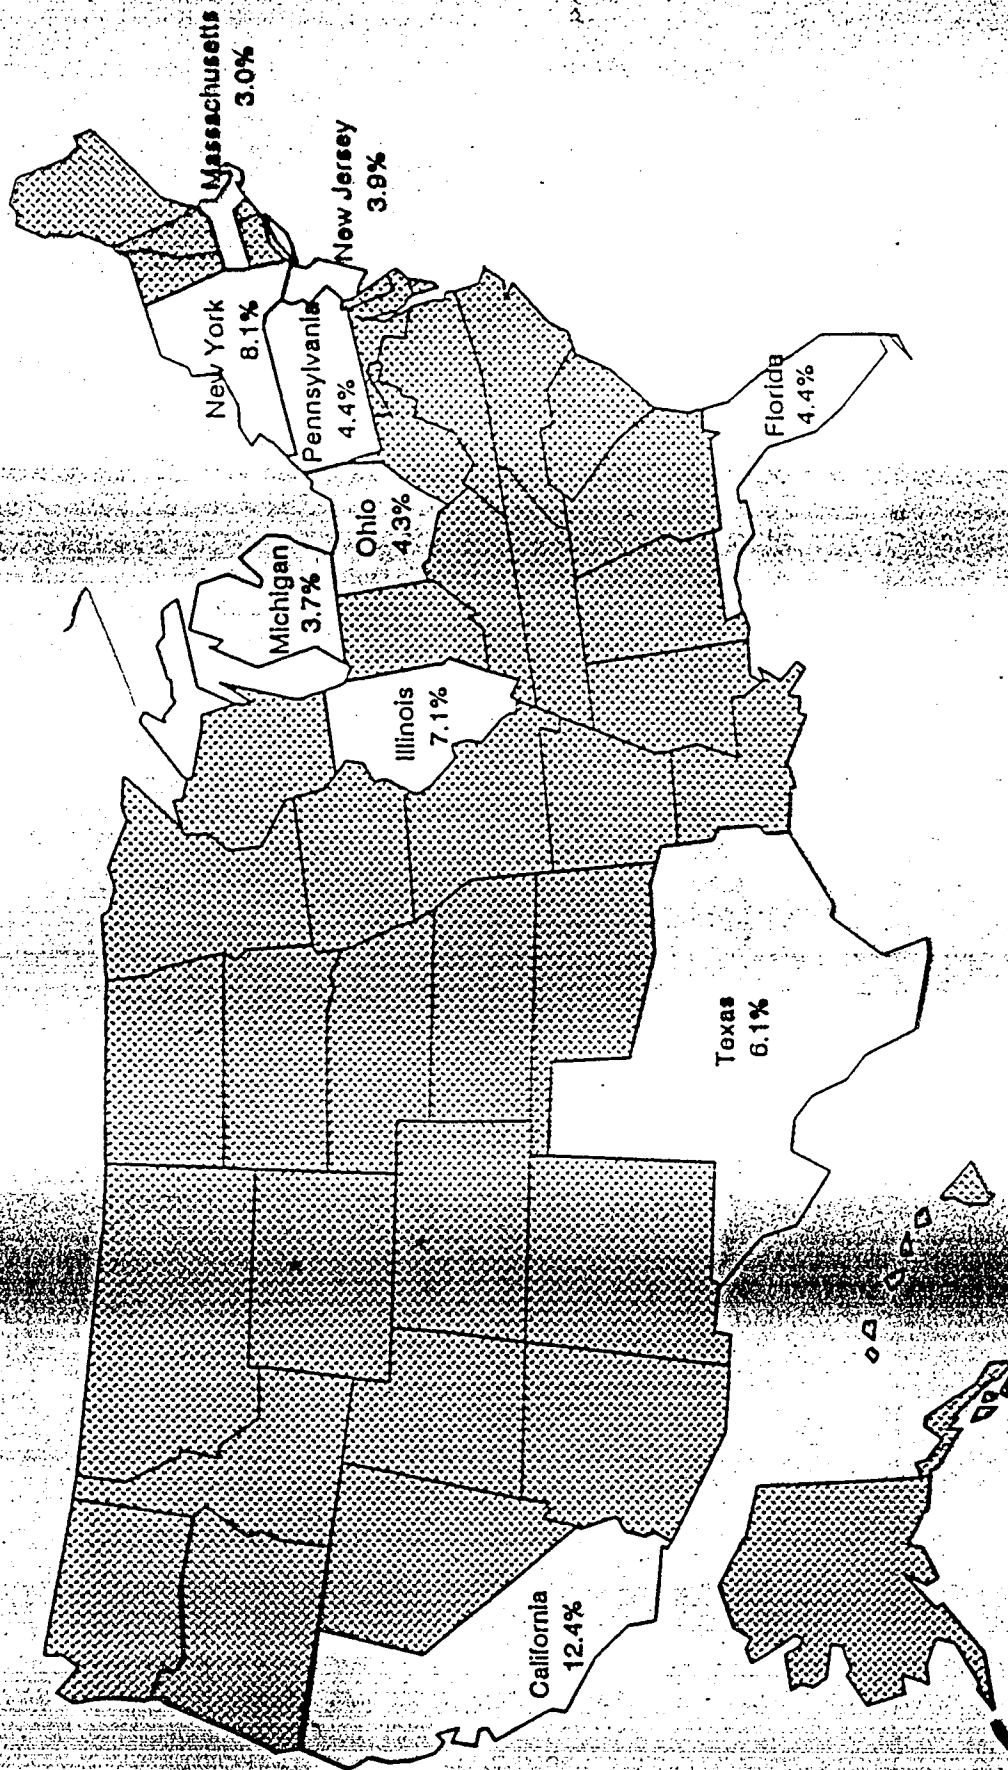 Massachusetts
3.0%
New York
8.1%
New Jersey
3.9%
Pennsylvania
4.4%
Michigan
3.7%
Ohio
4.3%
Illinois
7.1%
Florida
4.4%
Texas
6.1%
California
12.4%